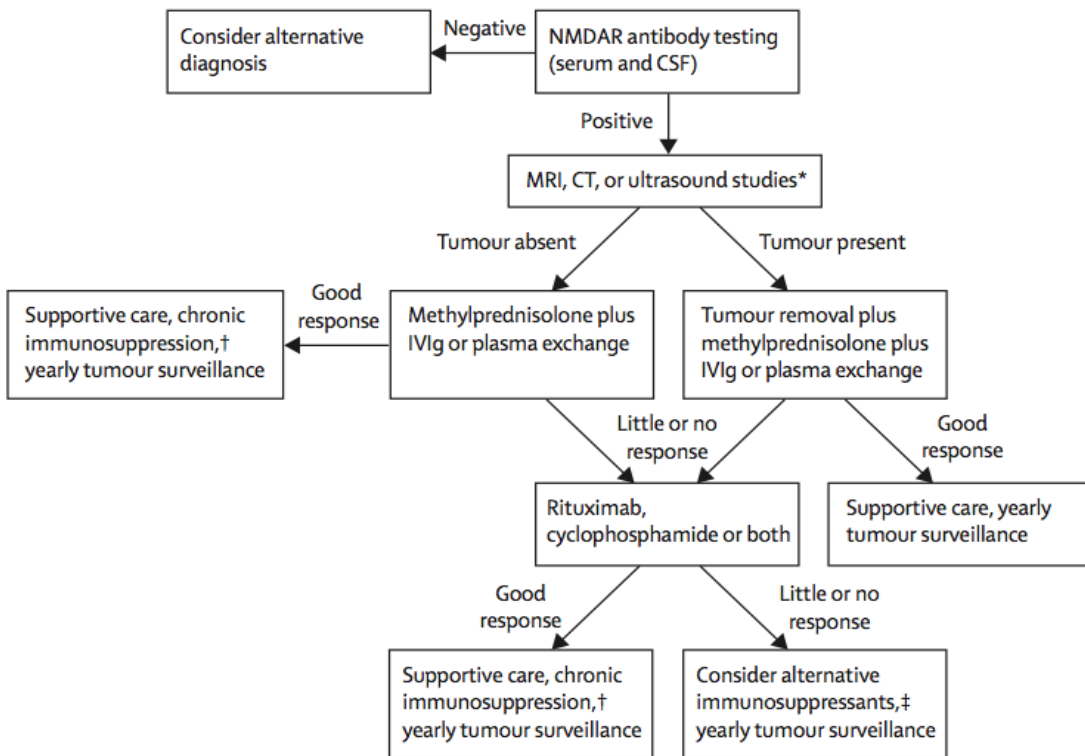 Consider alternative
diagnosis
Negative
NMDAR antibody testing
(serum and CSF)
Positive
MRI, CT, or ultrasound studies*
Tumour absent
Tumour present
Supportive care, chronic
immunosuppression,†
yearly tumour surveillance
Good
response
Methylprednisolone plus
IVIg or plasma exchange
Tumour removal plus
methylprednisolone plus
IVIg or plasma exchange
Little or no
response
Good
response
Rituximab,
cyclophosphamide or both
Supportive care, yearly
tumour surveillance
Good
response
Little or no
response
Supportive care, chronic
immunosuppression,†
yearly tumour surveillance
Consider alternative
immunosuppressants,‡
yearly tumour surveillance